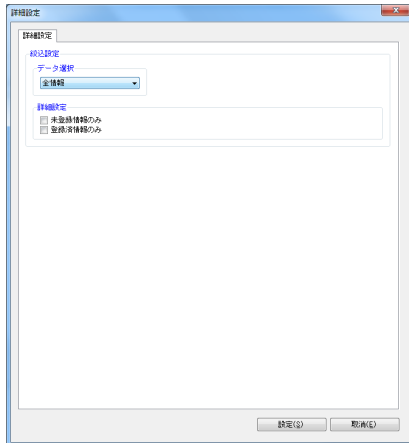 詳細設定
詳細設定
絞込設定
データ選択
全情報
詳細設定
未登録情報のみ
登録済情報のみ
設定(S)
取消(E)